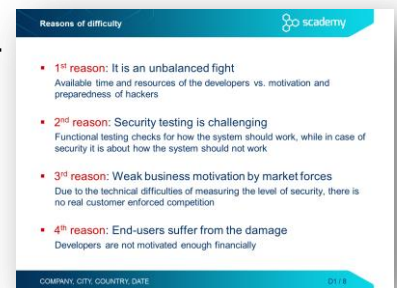 Reasons of difficulty
scademy
1st reason: It is an unbalanced fight
Available time and resources of the developers vs. motivation and
preparedness of hackers
2nd reason: Security testing is challenging
Functional testing checks for how the system should work, while in case of
security it is about how the system should not work
3rd reason: Weak business motivation by market forces
Due to the technical difficulties of measuring the level of security, there is
no real customer enforced competition
4th reason: End-users suffer from the damage
Developers are not motivated enough financially
COMPANY, CITY, COUNTRY, DATE
D1 / 8